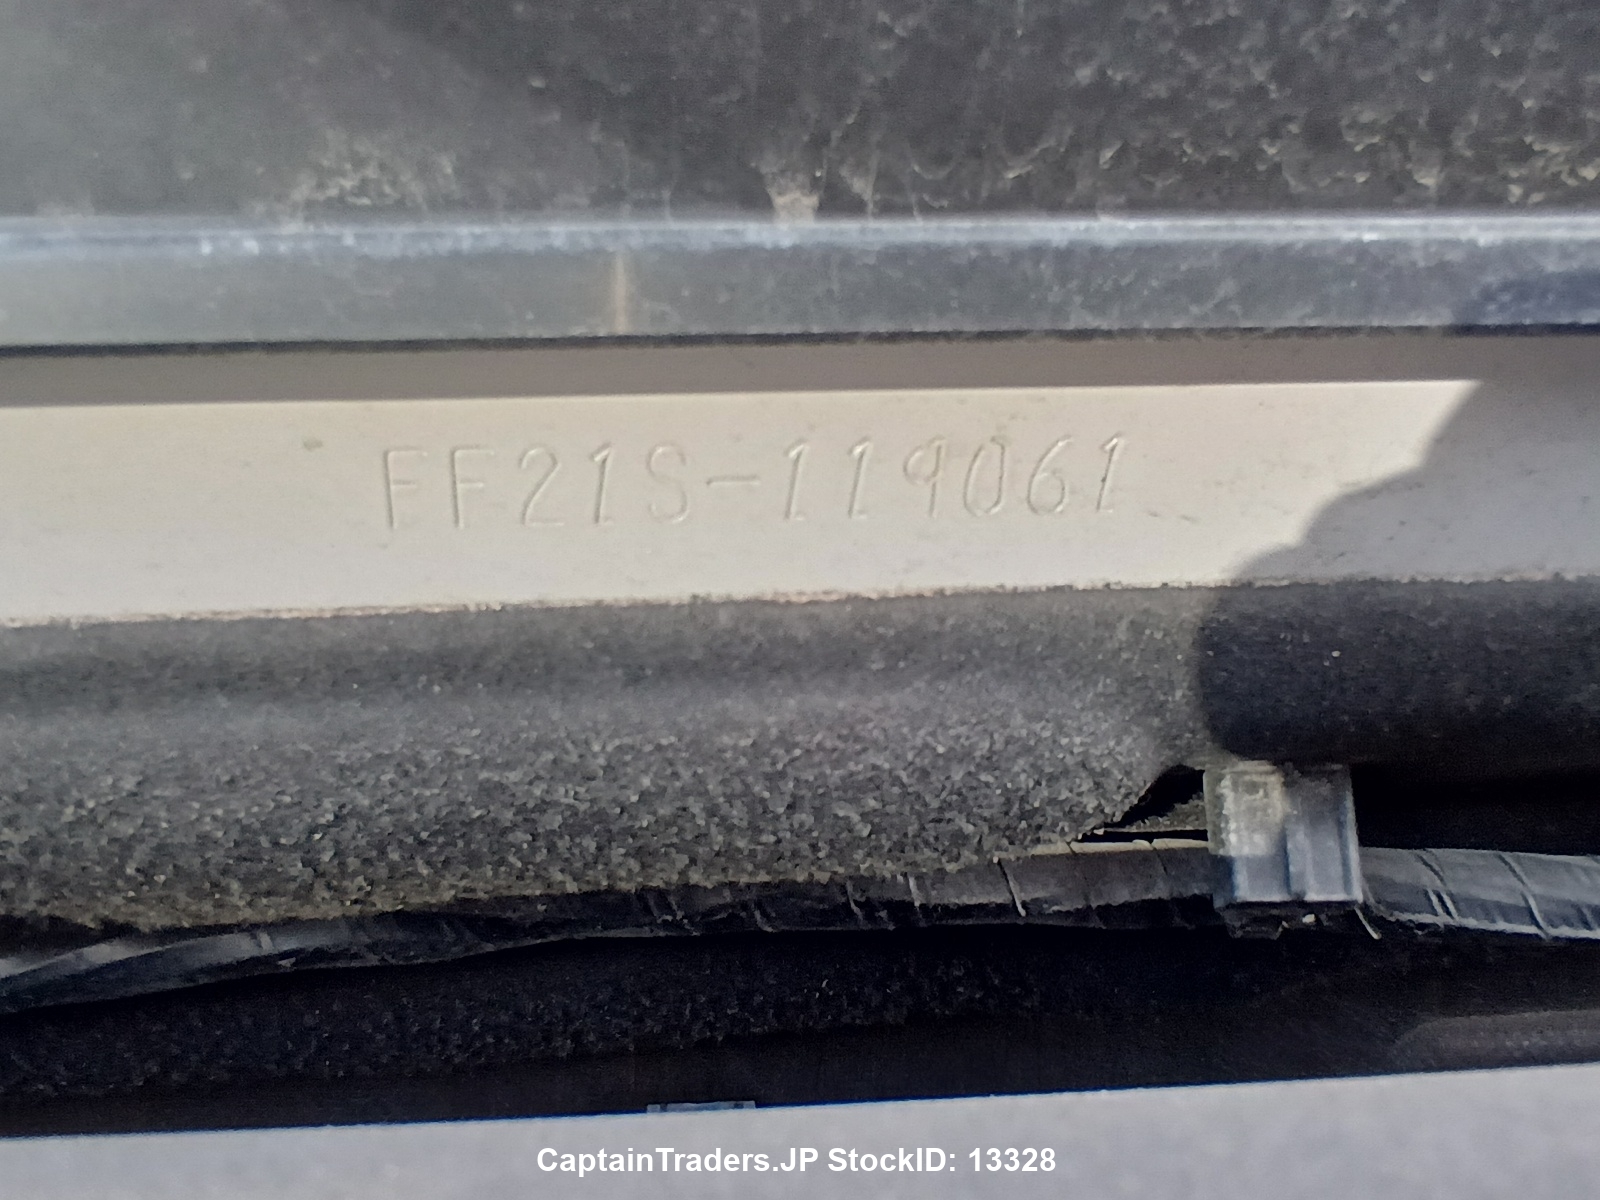 FF21S-119061
CaptainTraders.JP StockID: 13328